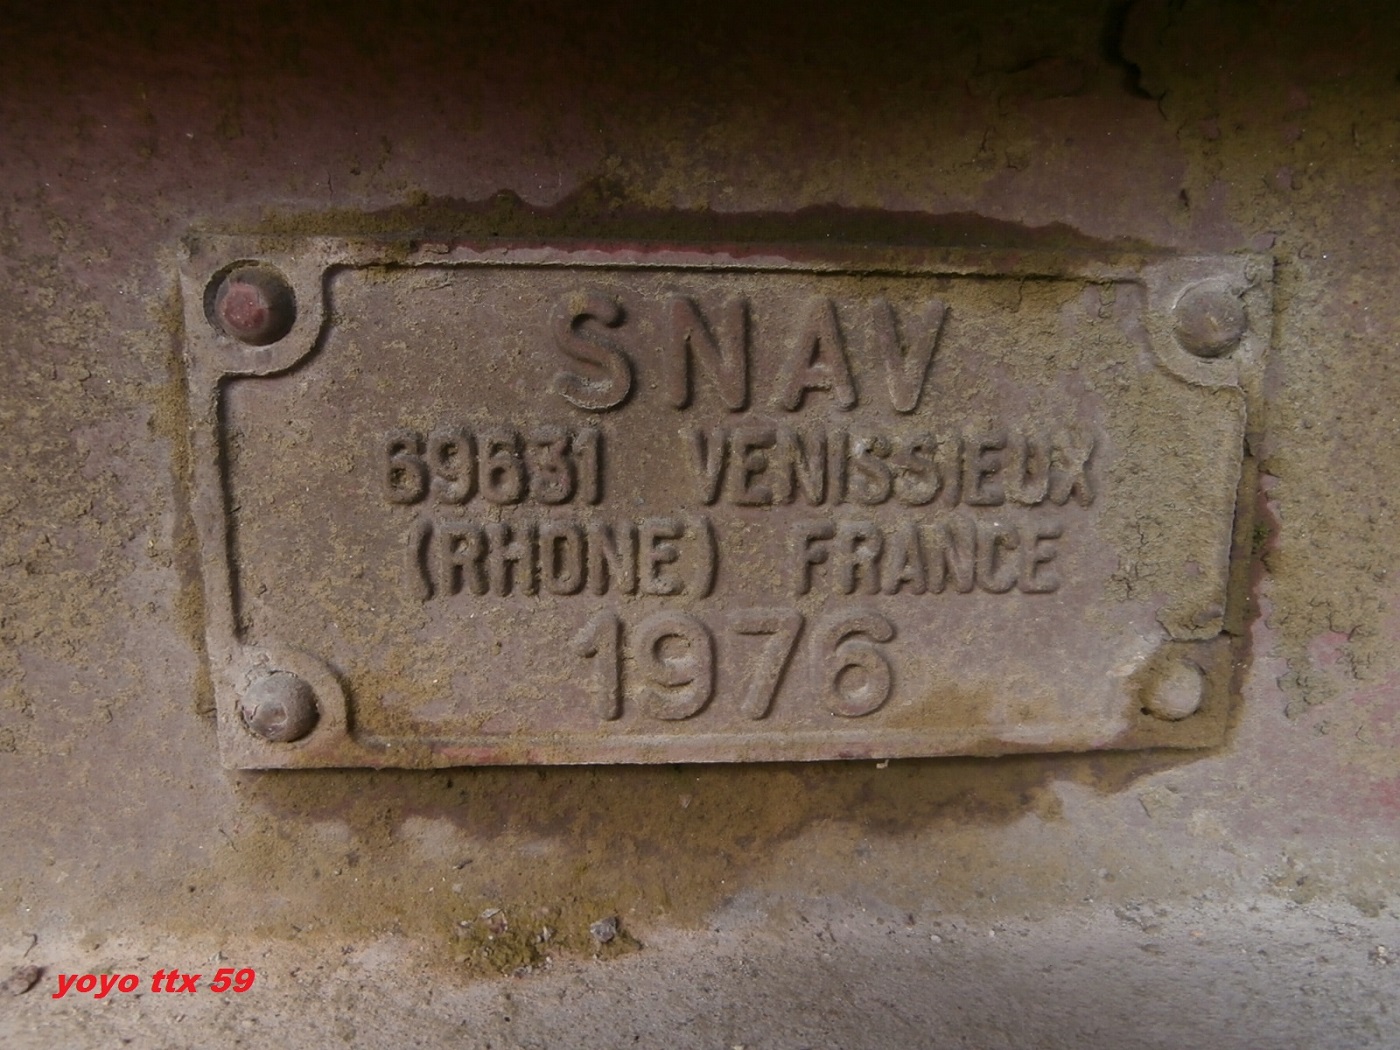 SNAV
69631 VENISSIEUX
(RHONE) FRANCE
1976
yoyo ttx 59